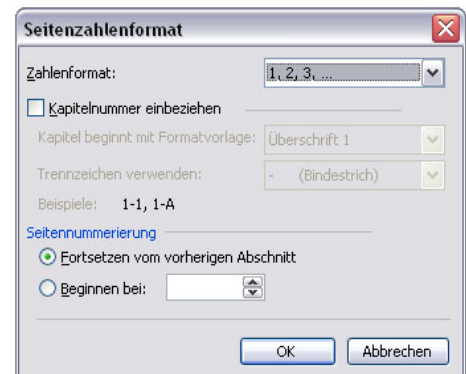 Seitenzahlenformat
Zahlenformat: 1, 2, 3, ...
Kapitelnummer einbeziehen
Kapitel beginnt mit Formatvorlage: Überschrift 1
Trennzeichen verwenden: - (Bindestrich)
Beispiele: 1-1, 1-A
Seitennummerierung
Fortsetzen vom vorherigen Abschnitt
Beginnen bei:
OK Abbrechen